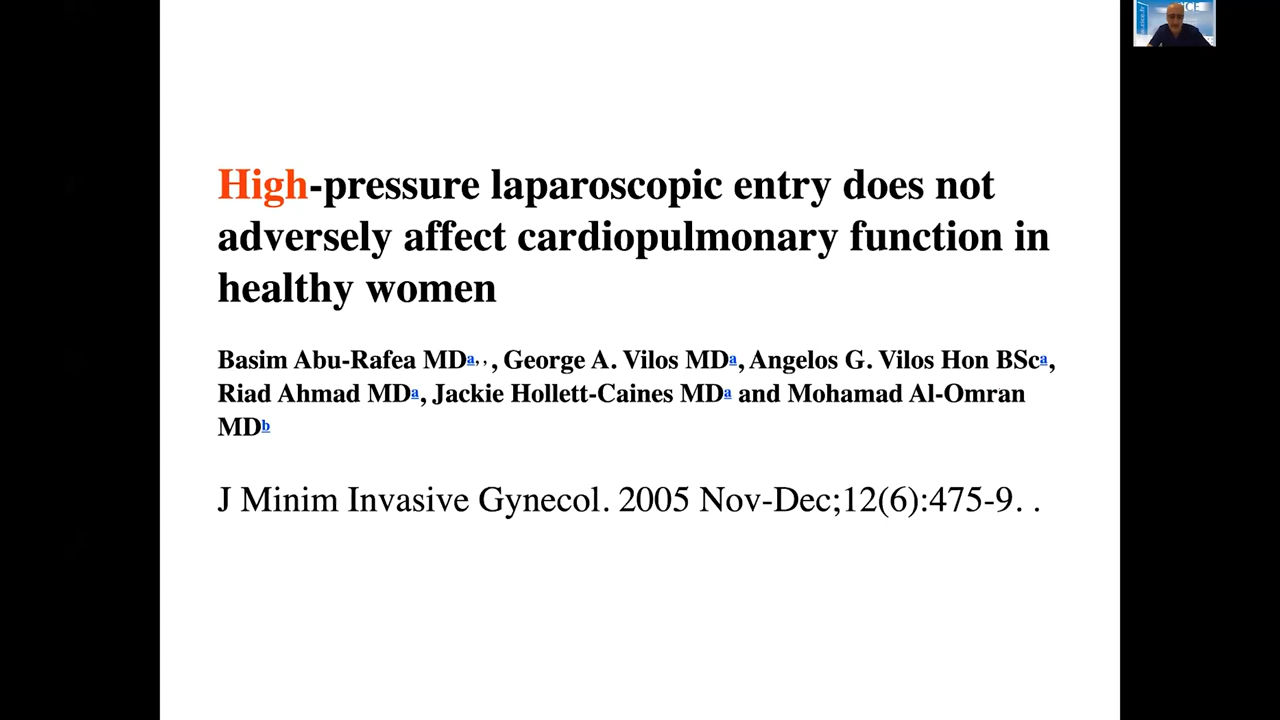 High-pressure laparoscopic entry does not
adversely affect cardiopulmonary function in
healthy women
Basim Abu-Rafea MDa, , , George A. Vilos MDa, Angelos G. Vilos Hon BSca,
Riad Ahmad MDa, Jackie Hollett-Caines MDa and Mohamad Al-Omran
MDb
J Minim Invasive Gynecol. 2005 Nov-Dec;12(6):475-9. .